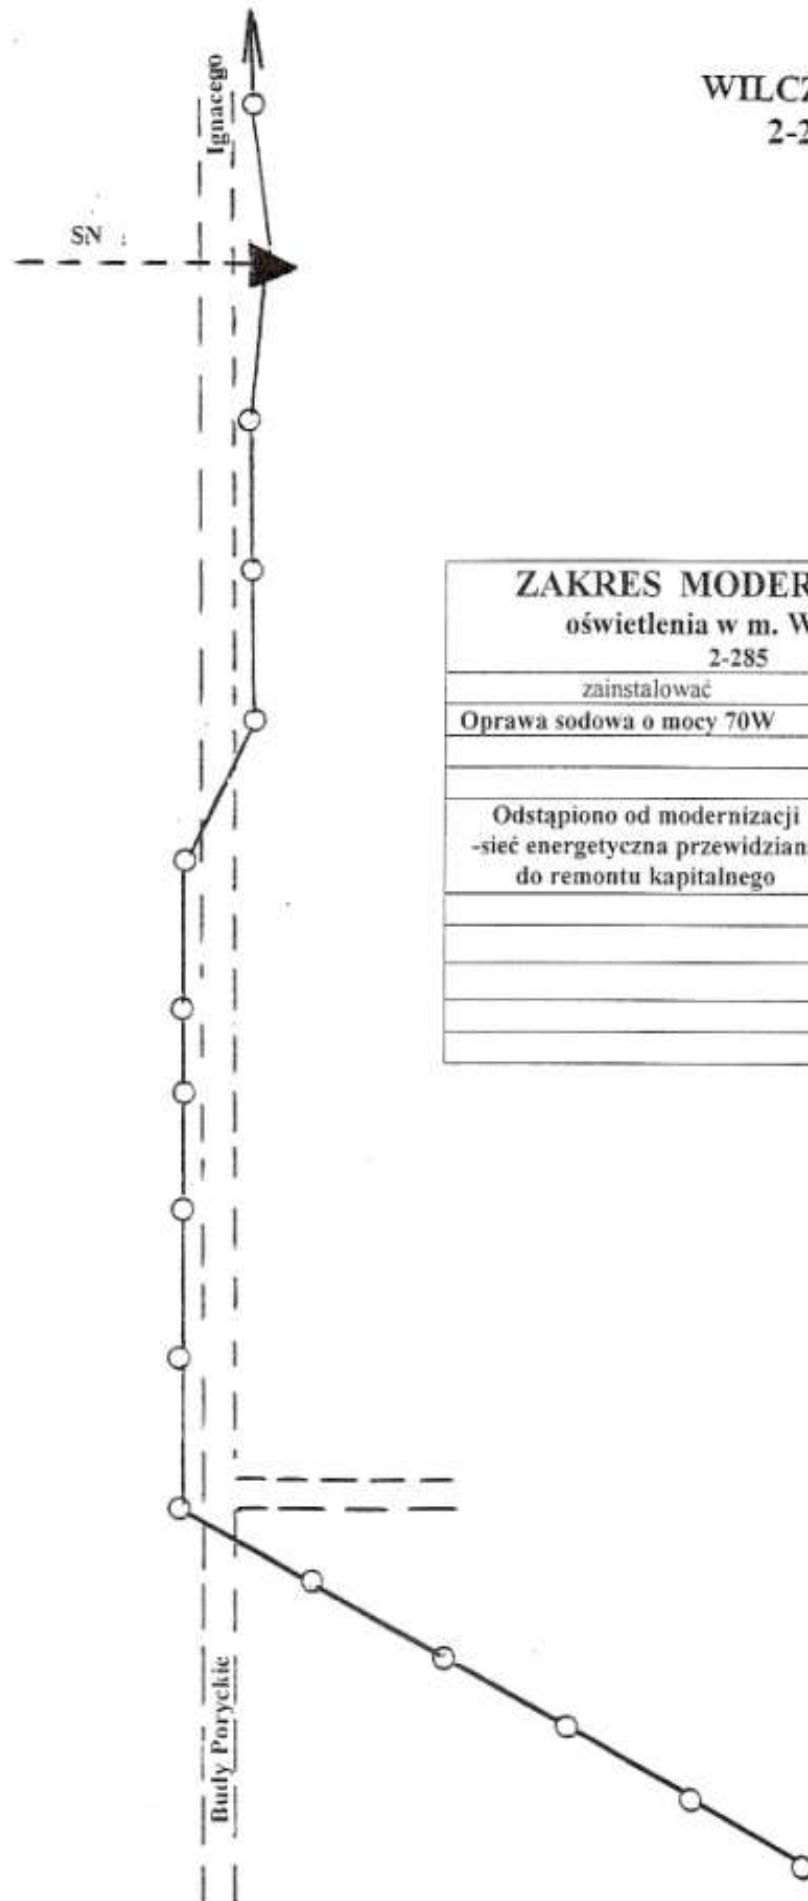 Ignacego
WILCZ
2-2
SN
ZAKRES MODER
oświetlenia w m. W
2-285
zainstalować
Oprawa sodowa o mocy 70W
Odstąpiono od modernizacji
-sieć energetyczna przewidzian
do remontu kapitalnego
Budy Poryckie